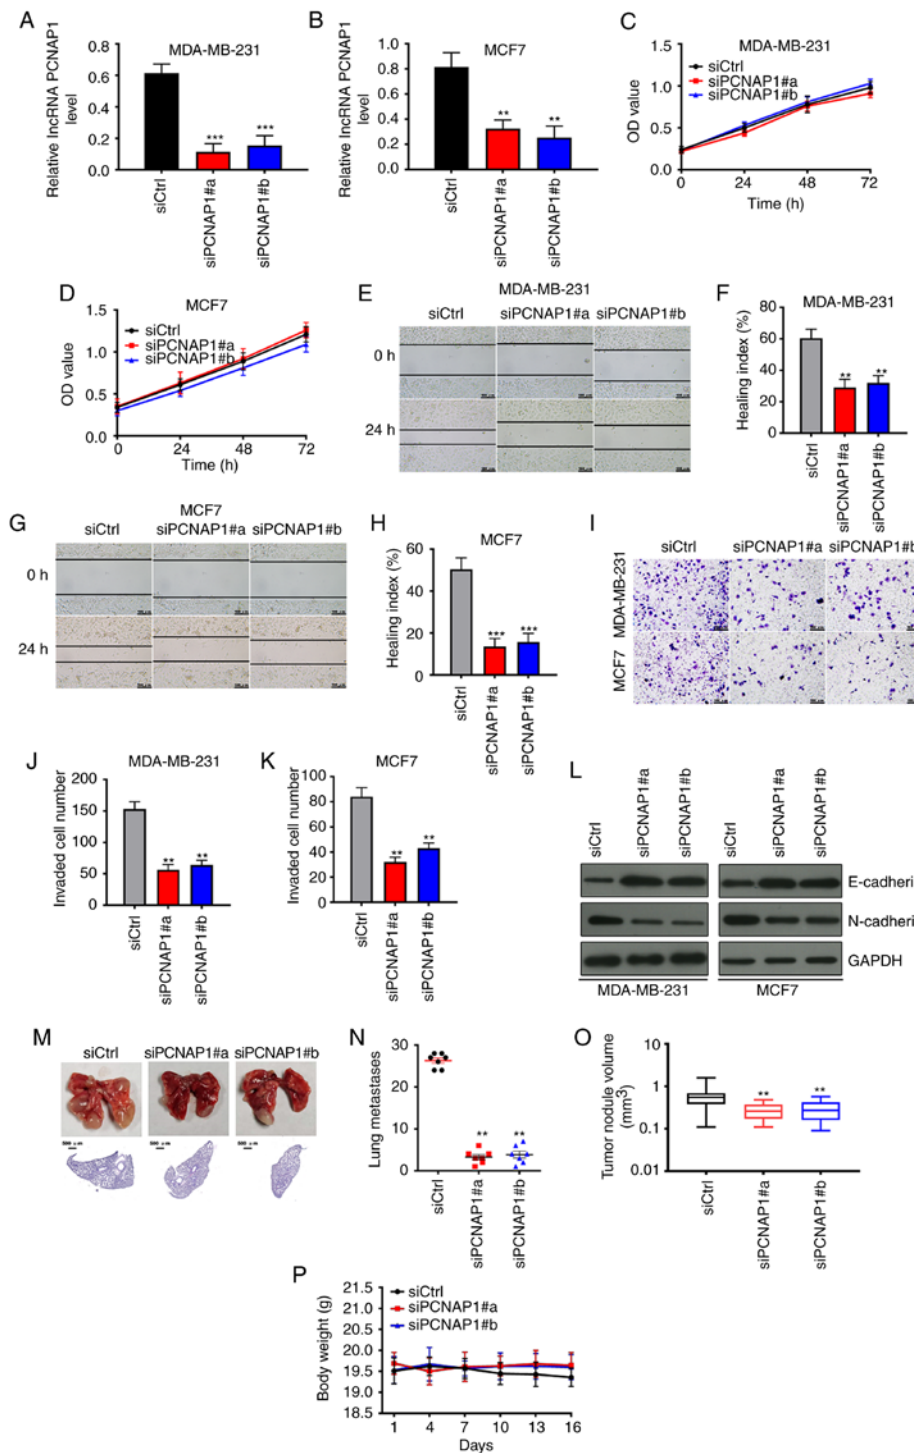 A
MDA-MB-231
Relative lncRNA PCNAP1
level
0.8
0.6
0.4
0.2
0.0
***
***
siCtrl
siPCNAP1#a
siPCNAP1#b
B
MCF7
Relative lncRNA PCNAP1
level
1.0
0.8
0.6
0.4
0.2
0.0
**
**
siCtrl
siPCNAP1#a
siPCNAP1#b
C
MDA-MB-231
siCtrl
siPCNAP1#a
siPCNAP1#b
OD value
1.5
1.0
0.5
0.0
0 24 48 72
Time (h)
D
MCF7
siCtrl
siPCNAP1#a
siPCNAP1#b
OD value
1.5
1.0
0.5
0.0
0 24 48 72
Time (h)
E
MDA-MB-231
siCtrl siPCNAP1#a siPCNAP1#b
0 h
24 h
F
MDA-MB-231
Healing index (%)
80
60
40
20
0
**
**
siCtrl
siPCNAP1#a
siPCNAP1#b
G
MCF7
siCtrl siPCNAP1#a siPCNAP1#b
0 h
24 h
H
MCF7
Healing index (%)
60
40
20
0
***
***
siCtrl
siPCNAP1#a
siPCNAP1#b
I
siCtrl siPCNAP1#a siPCNAP1#b
MDA-MB-231
MCF7
J
MDA-MB-231
Invaded cell number
200
150
100
50
0
**
**
siCtrl
siPCNAP1#a
siPCNAP1#b
K
MCF7
Invaded cell number
100
80
60
40
20
0
**
**
siCtrl
siPCNAP1#a
siPCNAP1#b
L
siCtrl
siPCNAP1#a
siPCNAP1#b
siCtrl
siPCNAP1#a
siPCNAP1#b
E-cadheri
N-cadheri
GAPDH
MDA-MB-231 MCF7
M
siCtrl siPCNAP1#a siPCNAP1#b
N
Lung metastases
30
20
10
0
**
**
siCtrl
siPCNAP1#a
siPCNAP1#b
O
Tumor nodule volume
(mm3)
10
1
0.1
0.01
**
**
siCtrl
siPCNAP1#a
siPCNAP1#b
P
siCtrl
siPCNAP1#a
siPCNAP1#b
Body weight (g)
21.5
21.0
20.5
20.0
19.5
19.0
18.5
1 4 7 10 13 16
Days